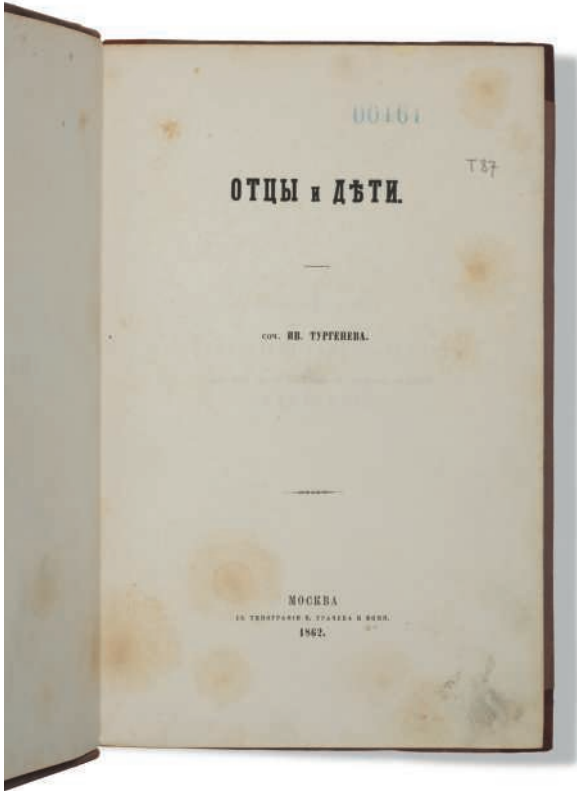 00161
Т87
ОТЦЫ и ДѢТИ.
соч. ИВ. ТУРГЕНЕВА.
МОСКВА
ВЪ ТИПОГРАФІИ В. ГРАЧЕВА И КОМП.
1862.